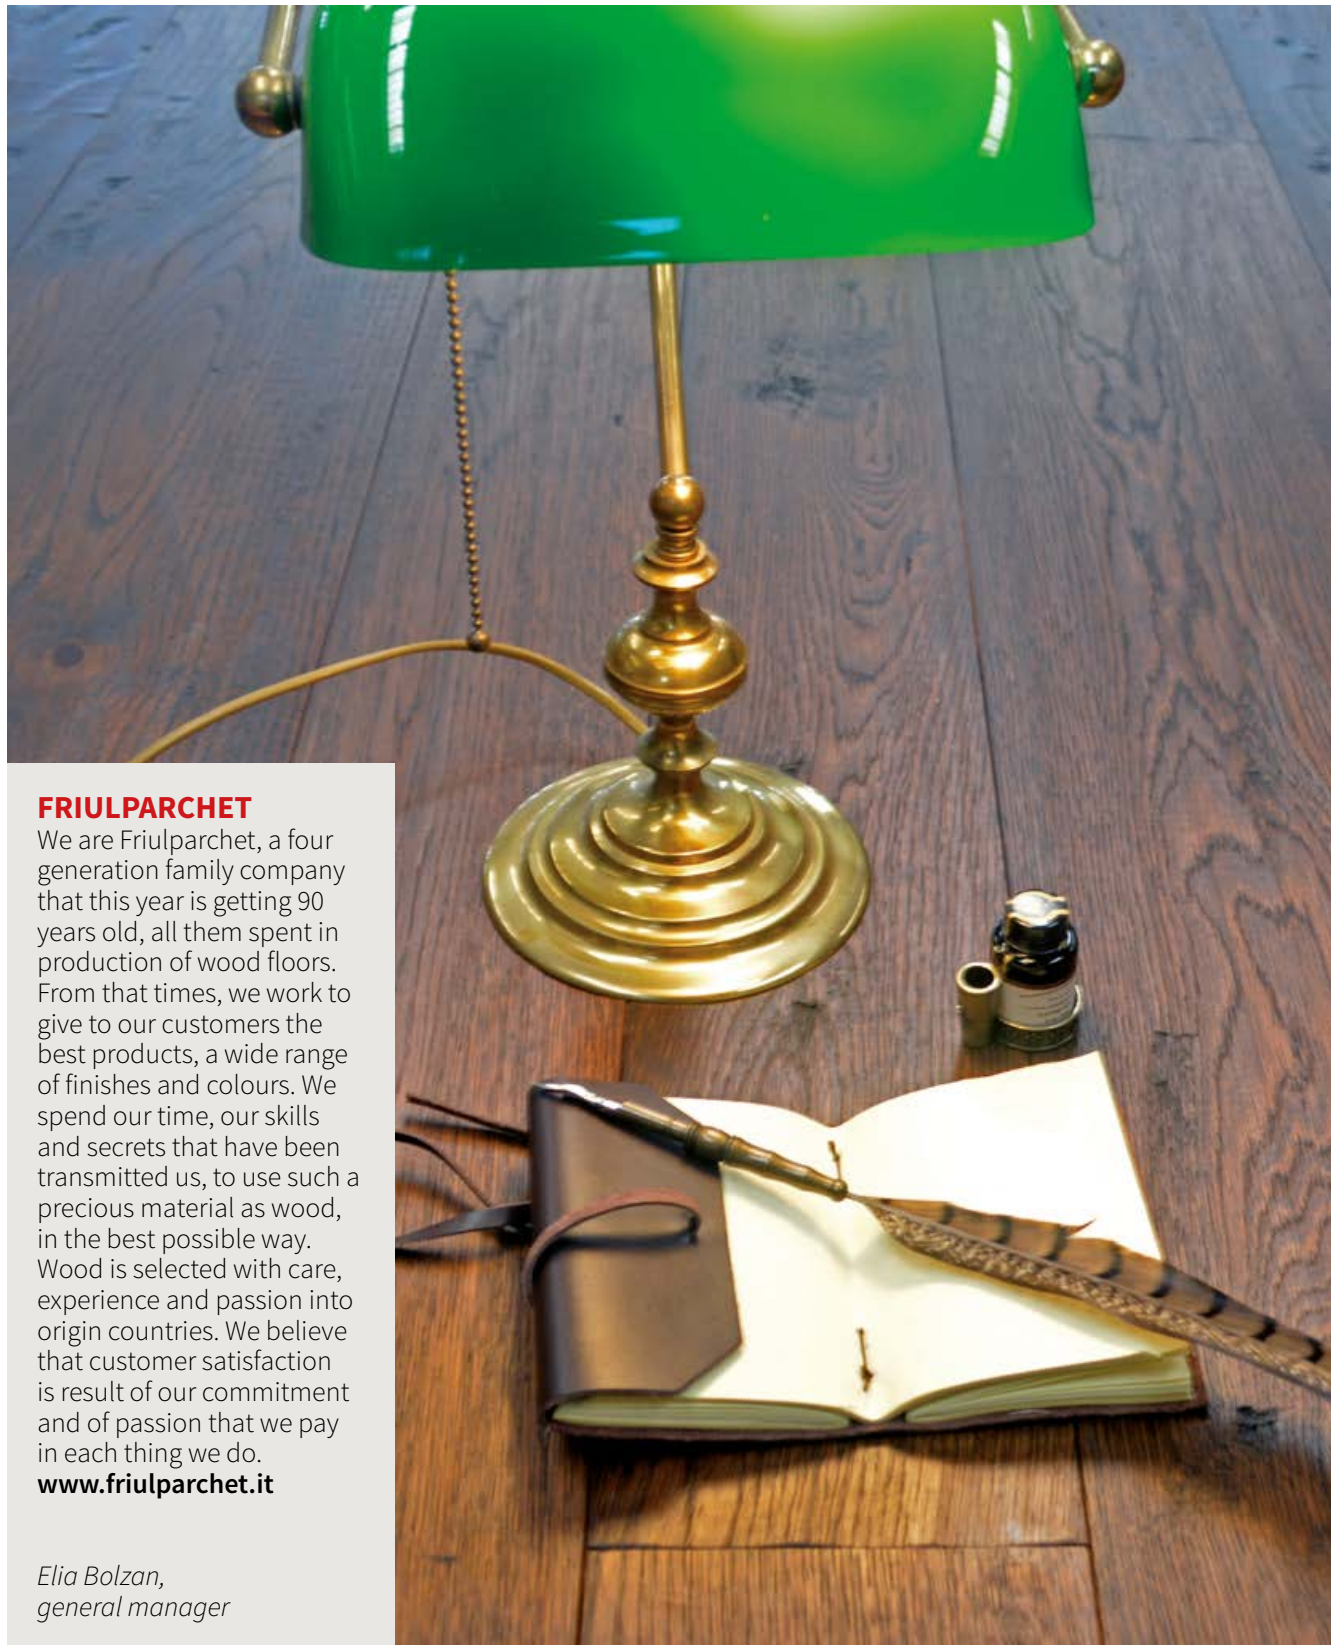 FRIULPARCHET
We are Friulparchet, a four
generation family company
that this year is getting 90
years old, all them spent in
production of wood floors.
From that times, we work to
give to our customers the
best products, a wide range
of finishes and colours. We
spend our time, our skills
and secrets that have been
transmitted us, to use such a
precious material as wood,
in the best possible way.
Wood is selected with care,
experience and passion into
origin countries. We believe
that customer satisfaction
is result of our commitment
and of passion that we pay
in each thing we do.
www.friulparchet.it
Elia Bolzan,
general manager